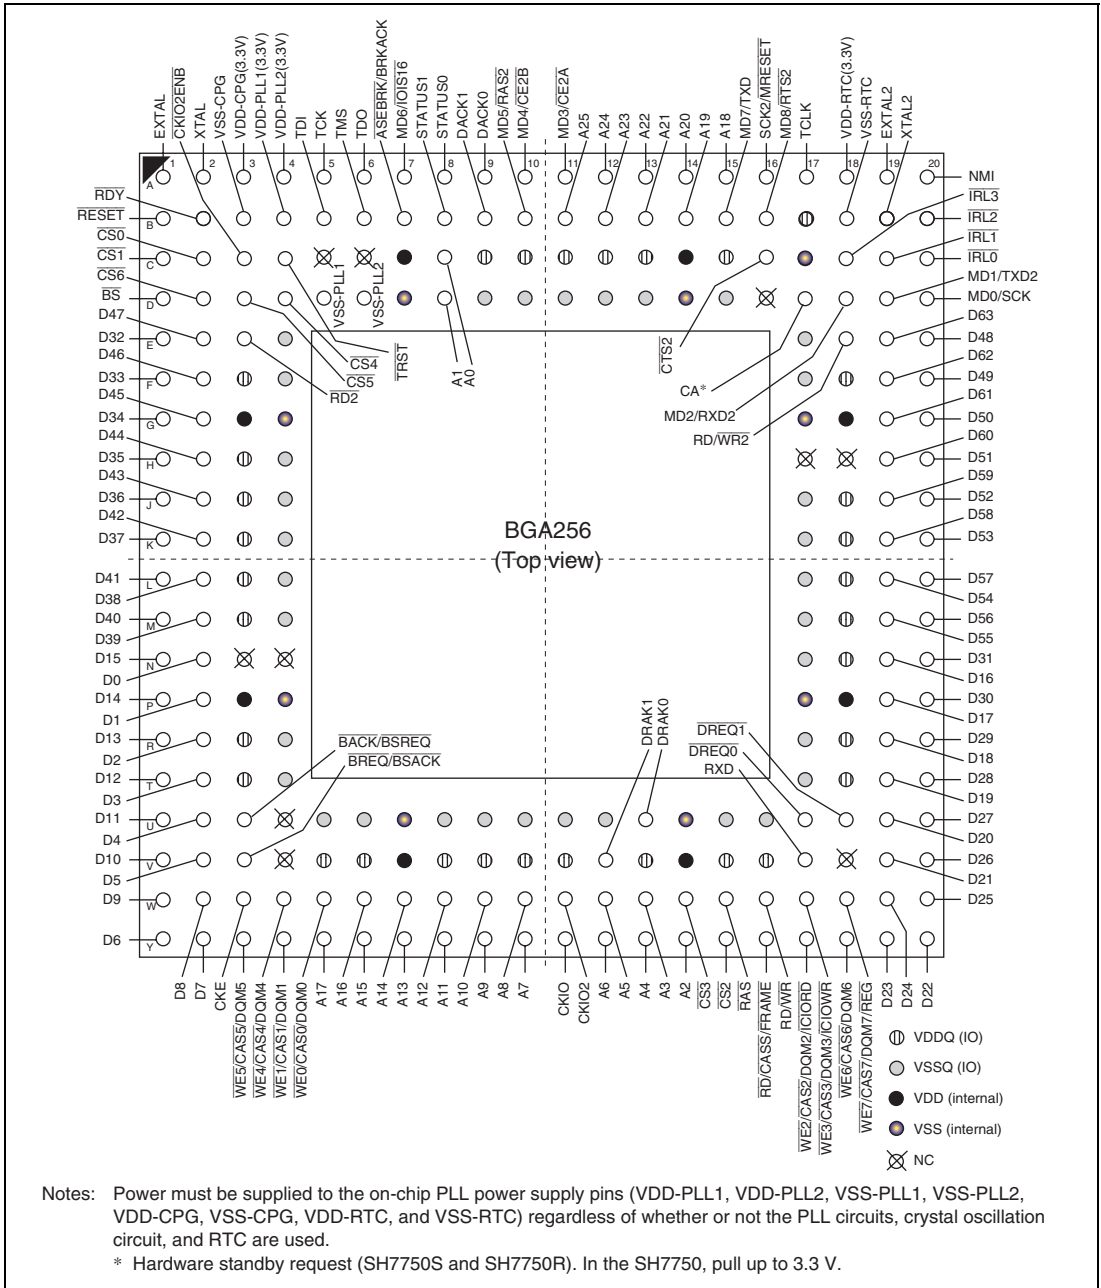 EXTAL
CKIO2ENB
XTAL
VSS-CPG
VDD-CPG(3.3V)
VDD-PLL1(3.3V)
VDD-PLL2(3.3V)
TDI
TCK
TMS
TDO
ASEBRK/BRKACK
MD6/IOIS16
STATUS1
STATUS0
DACK1
DACK0
MD5/RAS2
MD4/CE2B
MD3/CE2A
A25
A24
A23
A22
A21
A20
A19
A18
MD7/TXD
SCK2/MRESET
MD8/RTS2
TCLK
VDD-RTC(3.3V)
VSS-RTC
EXTAL2
XTAL2
1 2 3 4 5 6 7 8 9 10 11 12 13 14 15 16 17 18 19 20
A
B
C
D
E
F
G
H
J
K
L
M
N
P
R
T
U
V
W
Y
RDY
RESET
CS0
CS1
CS6
BS
D47
D32
D46
D33
D45
D34
D44
D35
D43
D36
D42
D37
D41
D38
D40
D39
D15
D0
D14
D1
D13
D2
D12
D3
D11
D4
D10
D5
D9
D6
NMI
IRL3
IRL2
IRL1
IRL0
MD1/TXD2
MD0/SCK
D63
D48
D62
D49
D61
D50
D60
D51
D59
D52
D58
D53
D57
D54
D56
D55
D31
D16
D30
D17
D29
D18
D28
D19
D27
D20
D26
D21
D25
VSS-PLL1
VSS-PLL2
TRST
CS4
CS5
RD2
A1
A0
CTS2
CA*
MD2/RXD2
RD/WR2
BGA256
(Top view)
BACK/BSREQ
BREQ/BSACK
DRAK1
DRAK0
DREQ1
DREQ0
RXD
D8
D7
CKE
WE5/CAS5/DQM5
WE4/CAS4/DQM4
WE1/CAS1/DQM1
WE0/CAS0/DQM0
A17
A16
A15
A14
A13
A12
A11
A10
A9
A8
A7
CKIO
CKIO2
A6
A5
A4
A3
A2
CS3
CS2
RAS
RD/CASS/FRAME
RD/WR
WE2/CAS2/DQM2/ICIORD
WE3/CAS3/DQM3/ICIOWR
WE6/CAS6/DQM6
WE7/CAS7/DQM7/REG
D23
D24
D22
VDDQ (IO)
VSSQ (IO)
VDD (internal)
VSS (internal)
NC
Notes: Power must be supplied to the on-chip PLL power supply pins (VDD-PLL1, VDD-PLL2, VSS-PLL1, VSS-PLL2,
VDD-CPG, VSS-CPG, VDD-RTC, and VSS-RTC) regardless of whether or not the PLL circuits, crystal oscillation
circuit, and RTC are used.
* Hardware standby request (SH7750S and SH7750R). In the SH7750, pull up to 3.3 V.